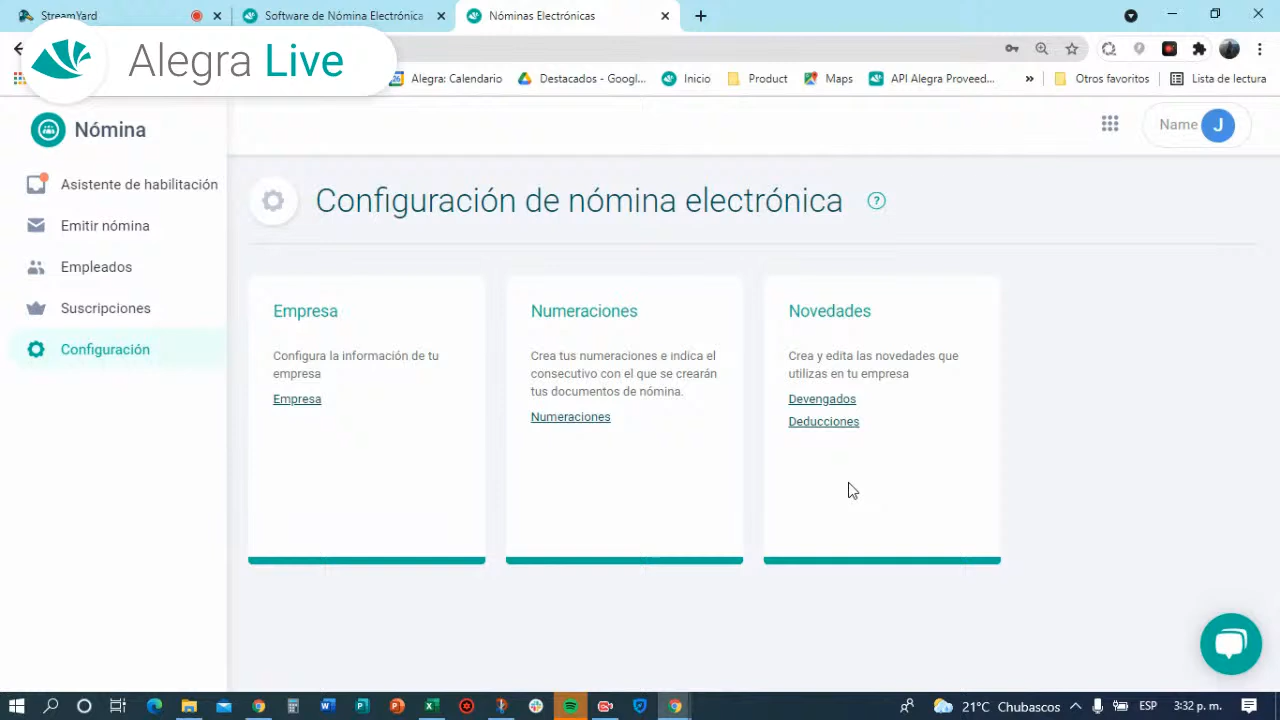 StreamYard
Software de Nómina Electrónica
Nóminas Electrónicas
Alegra Live
Alegra: Calendario
Destacados - Googl...
Inicio
Product
Maps
API Alegra Proveed...
»
Otros favoritos
Lista de lectura
Nómina
Name
J
Asistente de habilitación
Emitir nómina
Empleados
Suscripciones
Configuración
Configuración de nómina electrónica
?
Empresa
Configura la información de tu
empresa
Empresa
Numeraciones
Crea tus numeraciones e indica el
consecutivo con el que se crearán
tus documentos de nómina.
Numeraciones
Novedades
Crea y edita las novedades que
utilizas en tu empresa
Devengados
Deducciones
21°C Chubascos
ESP
3:32 p. m.